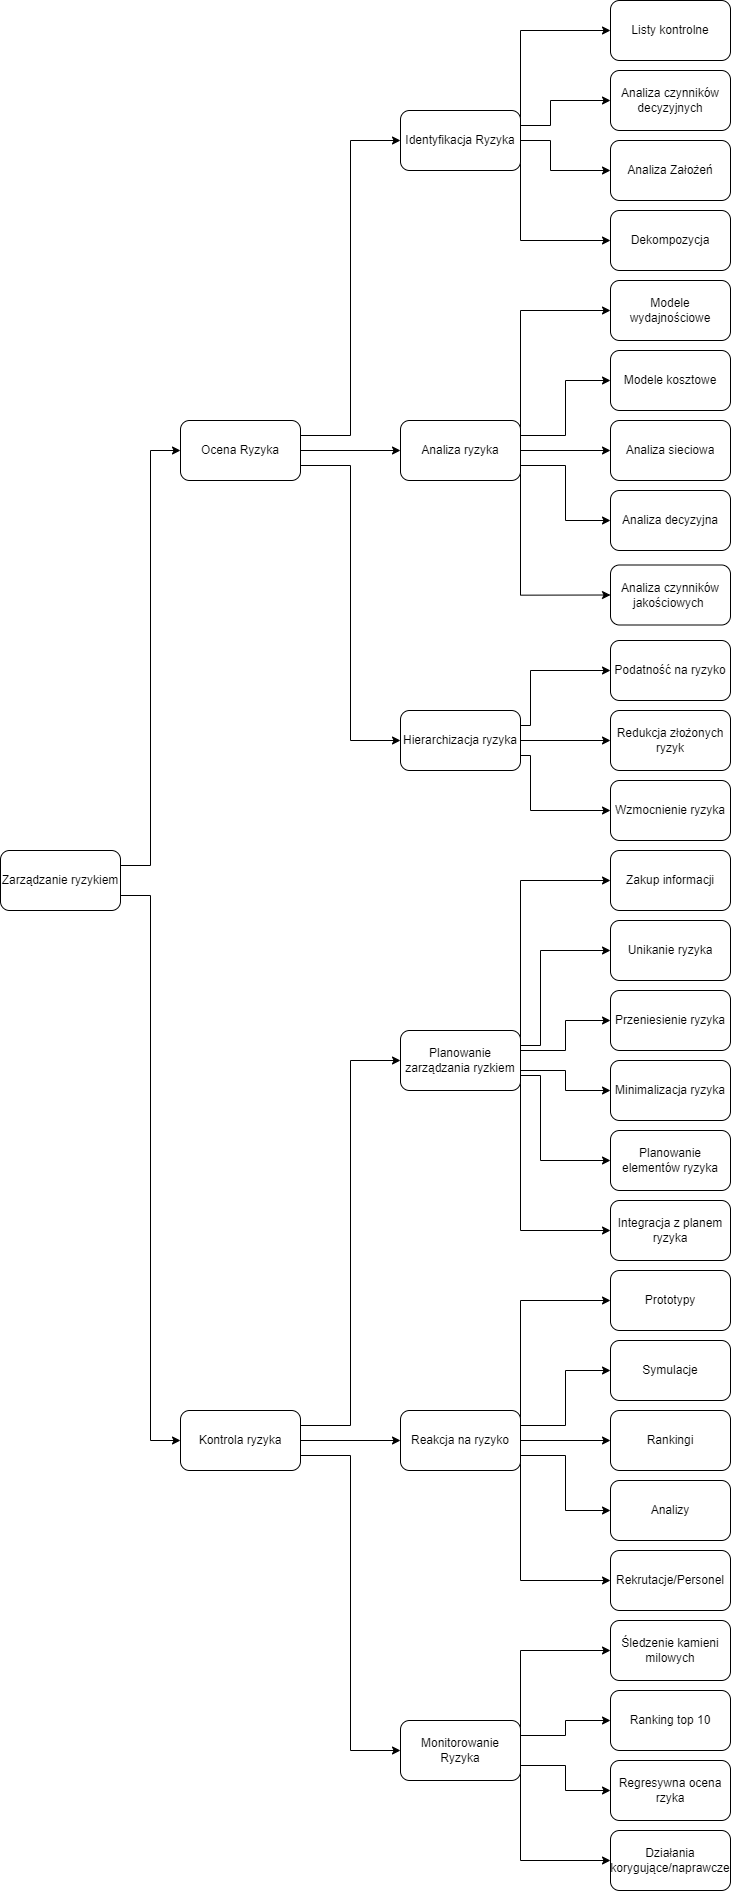 Listy kontrolne
Analiza czynników
decyzyjnych
Identyfikacja Ryzyka
Analiza Założeń
Dekompozycja
Modele
wydajnościowe
Modele kosztowe
Ocena Ryzyka
Analiza ryzyka
Analiza sieciowa
Analiza decyzyjna
Analiza czynników
jakościowych
Podatność na ryzyko
Hierarchizacja ryzyka
Redukcja złożonych
ryzyk
Wzmocnienie ryzyka
Zarządzanie ryzykiem
Zakup informacji
Unikanie ryzyka
Przeniesienie ryzyka
Planowanie
zarządzania ryzkiem
Minimalizacja ryzyka
Planowanie
elementów ryzyka
Integracja z planem
ryzyka
Prototypy
Symulacje
Kontrola ryzyka
Reakcja na ryzyko
Rankingi
Analizy
Rekrutacje/Personel
Śledzenie kamieni
milowych
Ranking top 10
Monitorowanie
Ryzyka
Regresywna ocena
rzyka
Działania
korygujące/naprawcze